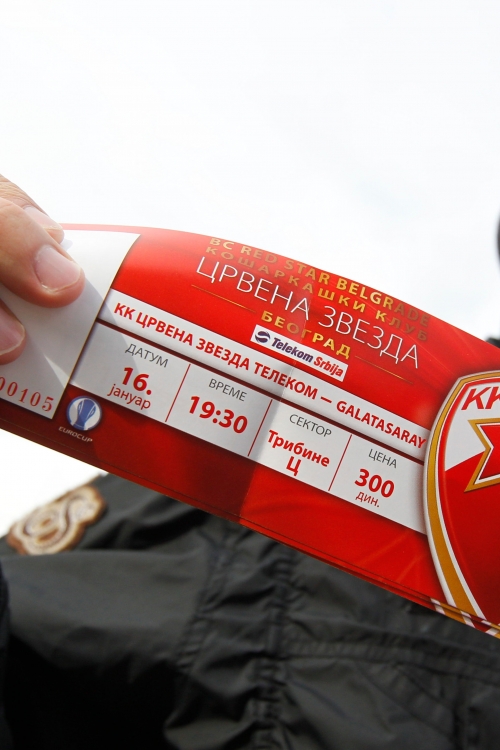 BC RED STAR BELGRADE
КОШАРКАШКИ КЛУБ
ЦРВЕНА ЗВЕЗДА
БЕОГРАД
Telekom Srbija
КК ЦРВЕНА ЗВЕЗДА ТЕЛЕКОМ — GALATASARAY
ДАТУМ
16.
јануар
ВРЕМЕ
19:30
СЕКТОР
Трибине
Ц
ЦЕНА
300
дин.
00105
EUROCUP
КК